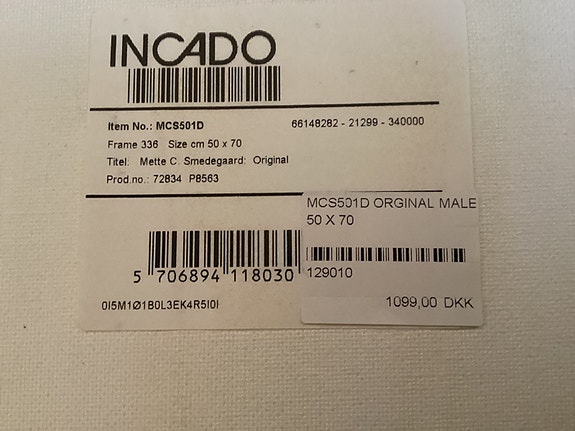 INCADO
Item No.: MCS501D 66148282 - 21299 - 340000
Frame 336 Size cm 50 x 70
Titel: Mette C. Smedegaard: Original
Prod.no.: 72834 P8563
5 706894 118030
0I5M1Ø1B0L3EK4R5I0I
MCS501D ORGINAL MALE
50 X 70
129010
1099,00 DKK